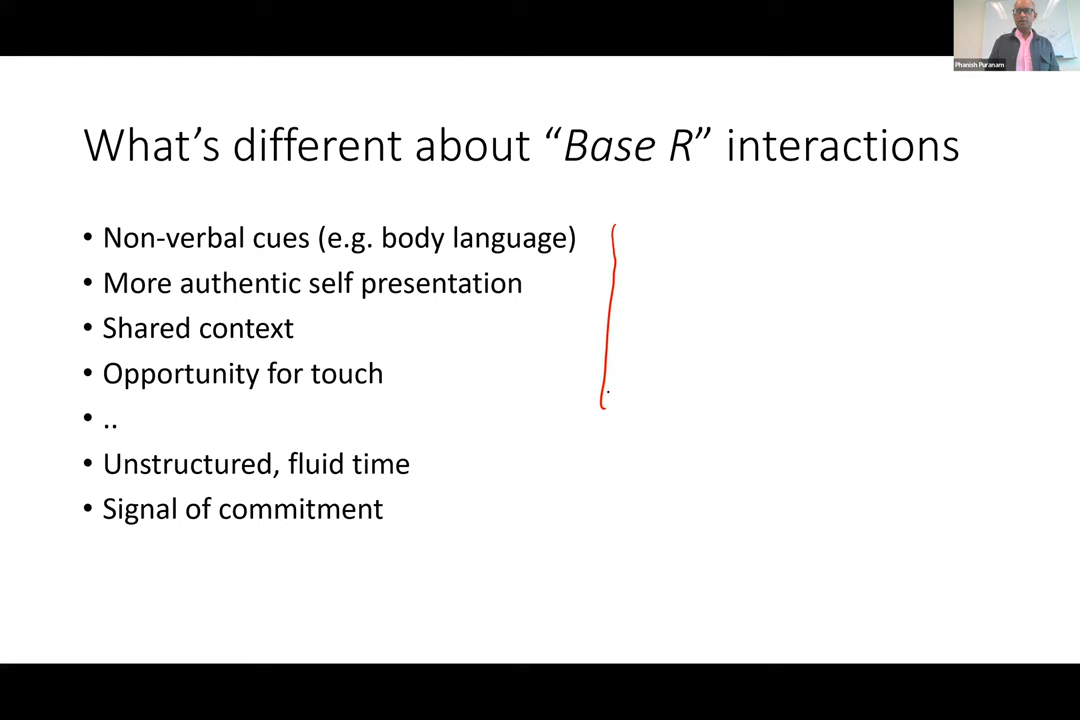 Phanish Puranam
What’s different about “Base R” interactions
• Non-verbal cues (e.g. body language)
• More authentic self presentation
• Shared context
• Opportunity for touch
• ..
• Unstructured, fluid time
• Signal of commitment